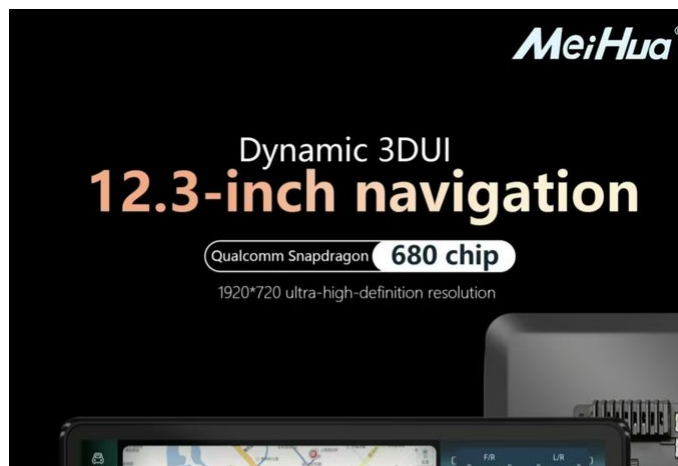 MeiHua
Dynamic 3DUI
12.3-inch navigation
Qualcomm Snapdragon 680 chip
1920*720 ultra-high-definition resolution
F/R L/R